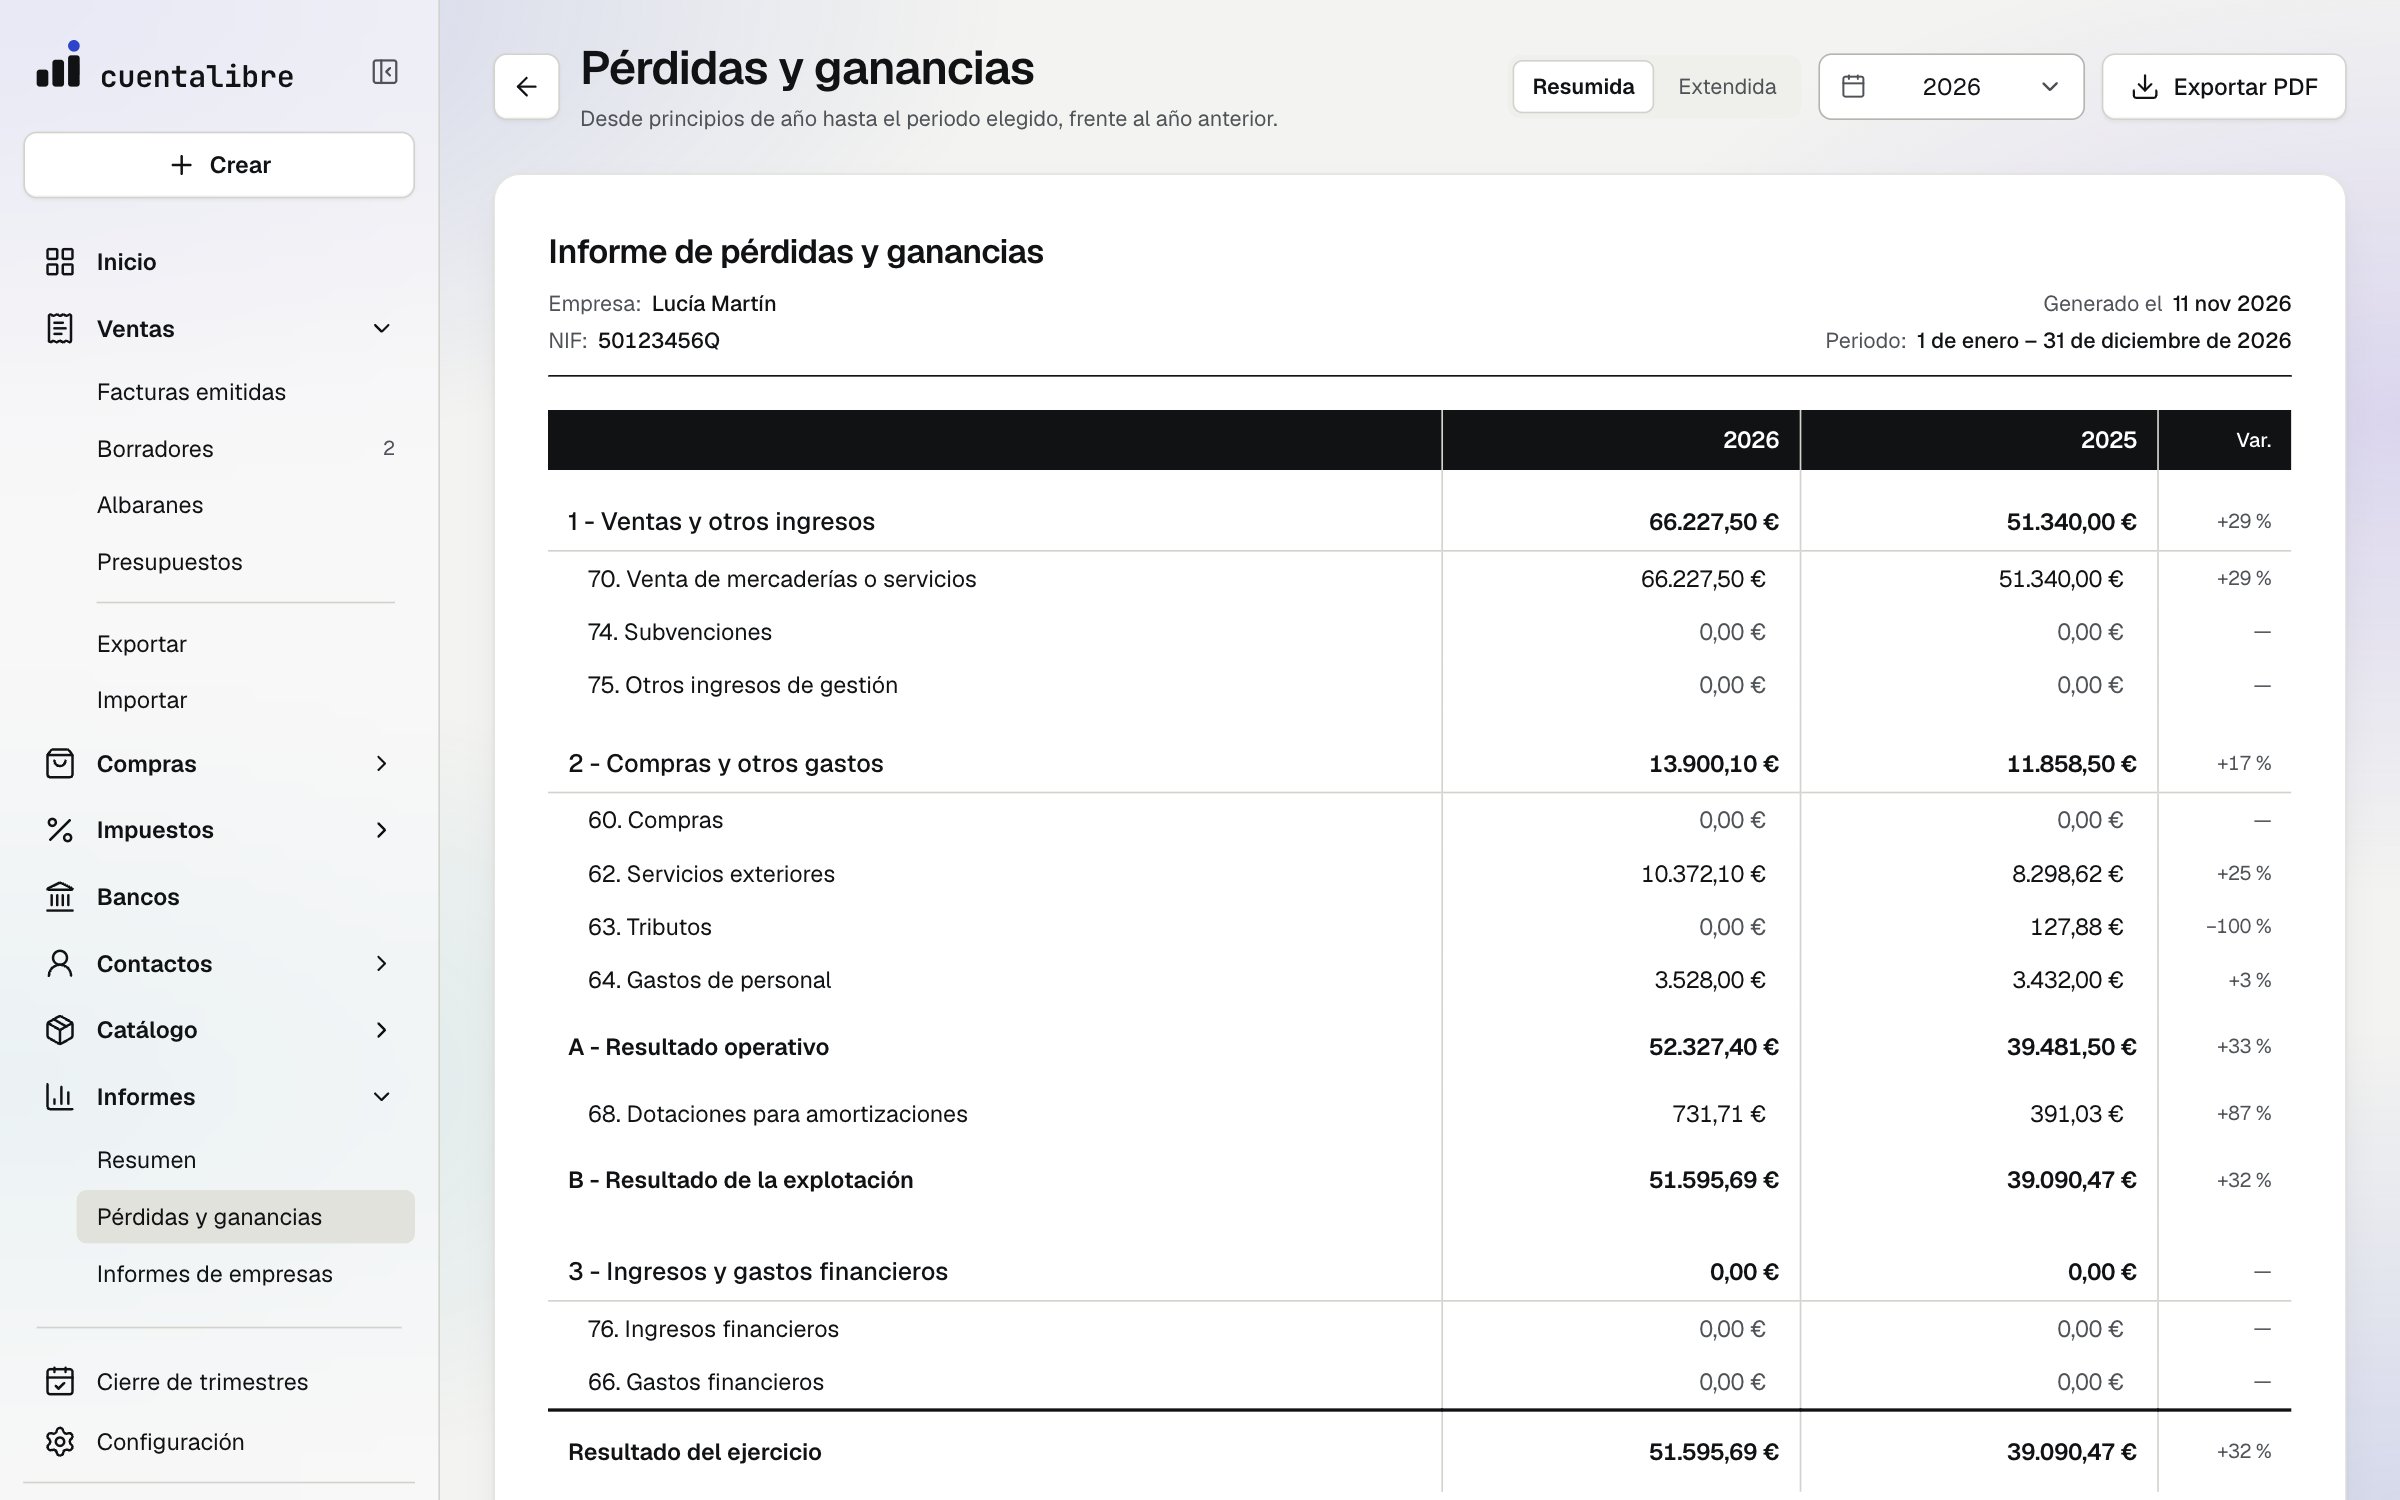 cuentalibre
Crear
Inicio
Ventas
Facturas emitidas
Borradores 2
Albaranes
Presupuestos
Exportar
Importar
Compras
Impuestos
Bancos
Contactos
Catálogo
Informes
Resumen
Pérdidas y ganancias
Informes de empresas
Cierre de trimestres
Configuración
Pérdidas y ganancias
Desde principios de año hasta el periodo elegido, frente al año anterior.
Resumida Extendida 2026 Exportar PDF
Informe de pérdidas y ganancias
Empresa: Lucía Martín Generado el 11 nov 2026
NIF: 50123456Q Periodo: 1 de enero – 31 de diciembre de 2026
2026 2025 Var.
1 - Ventas y otros ingresos 66.227,50 € 51.340,00 € +29 %
70. Venta de mercaderías o servicios 66.227,50 € 51.340,00 € +29 %
74. Subvenciones 0,00 € 0,00 € —
75. Otros ingresos de gestión 0,00 € 0,00 € —
2 - Compras y otros gastos 13.900,10 € 11.858,50 € +17 %
60. Compras 0,00 € 0,00 € —
62. Servicios exteriores 10.372,10 € 8.298,62 € +25 %
63. Tributos 0,00 € 127,88 € −100 %
64. Gastos de personal 3.528,00 € 3.432,00 € +3 %
A - Resultado operativo 52.327,40 € 39.481,50 € +33 %
68. Dotaciones para amortizaciones 731,71 € 391,03 € +87 %
B - Resultado de la explotación 51.595,69 € 39.090,47 € +32 %
3 - Ingresos y gastos financieros 0,00 € 0,00 € —
76. Ingresos financieros 0,00 € 0,00 € —
66. Gastos financieros 0,00 € 0,00 € —
Resultado del ejercicio 51.595,69 € 39.090,47 € +32 %